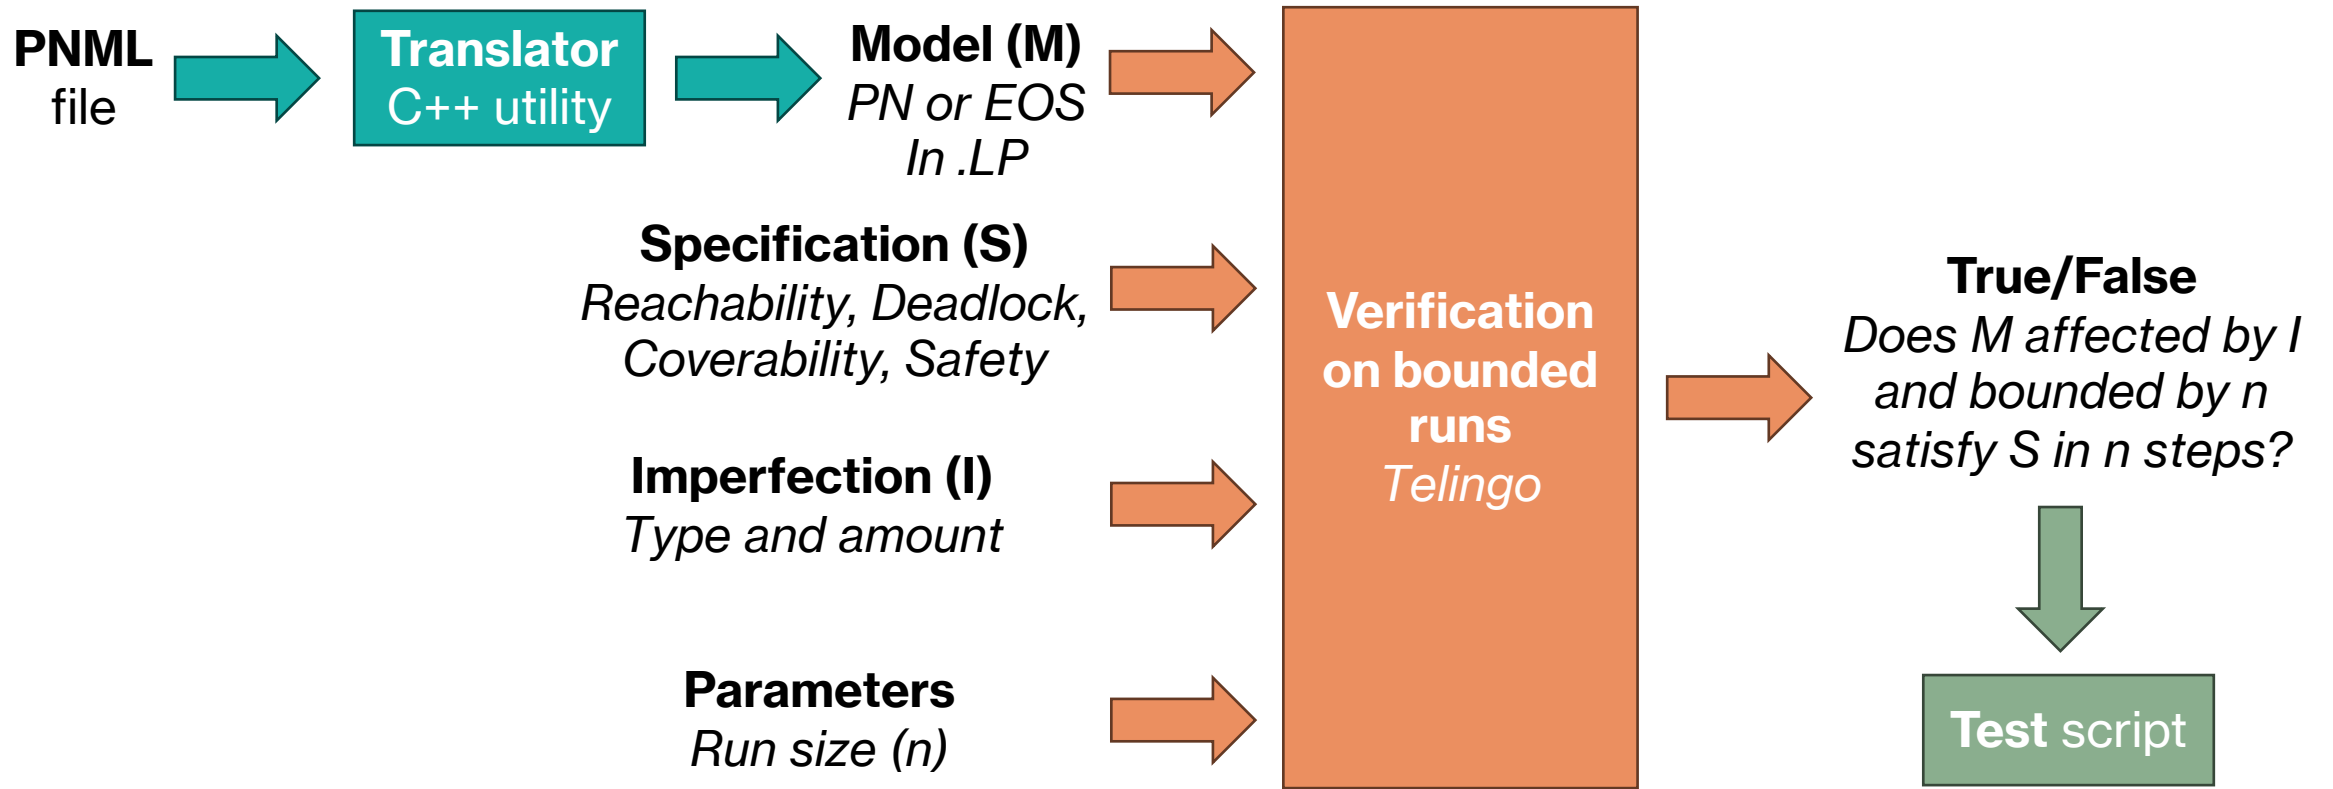 PNML
file
Translator
C++ utility
Model (M)
PN or EOS
In .LP
Specification (S)
Reachability, Deadlock,
Coverability, Safety
Imperfection (I)
Type and amount
Parameters
Run size (n)
Verification
on bounded
runs
Telingo
True/False
Does M affected by I
and bounded by n
satisfy S in n steps?
Test script